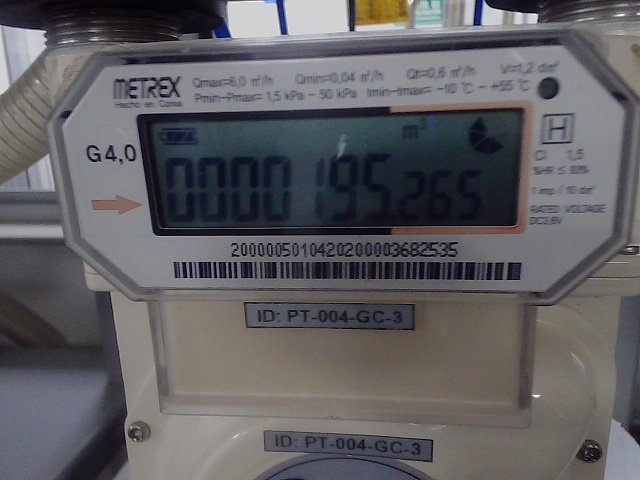 METREX
Hecho en Corea
Qmax=6,0 m³/h Qmin=0,04 m³/h Qt=0,6 m³/h V=1,2 dm³
Pmin-Pmax= 1,5 kPa - 50 kPa tmin-tmax= -10 °C - +55 °C
G4,0
m³
0000195.265
H
Cl 1,5
%HR ≤ 93%
1 imp / 10 dm³
RATED VOLTAGE
DC3,6V
20000050104202000036825​35
ID: PT-004-GC-3
ID: PT-004-GC-3